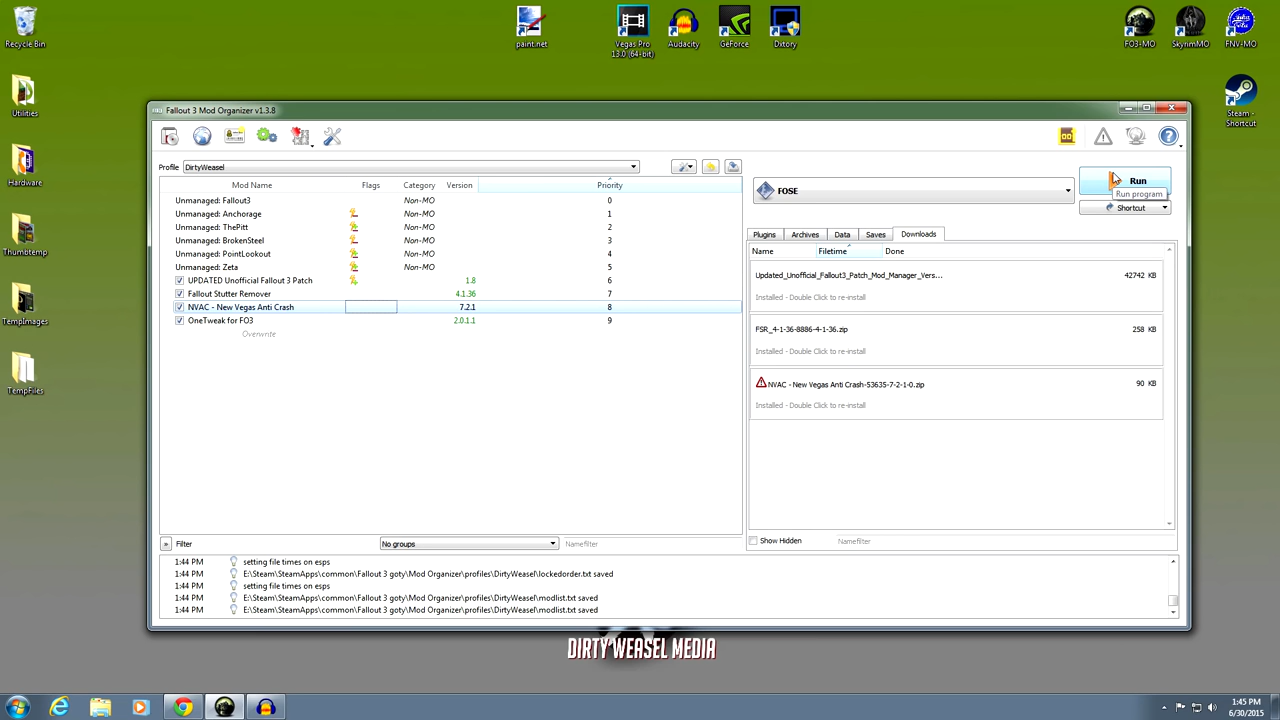 Recycle Bin
Utilities
Hardware
Thumbtemp
TempImages
TempFiles
paint.net
Vegas Pro
13.0 (64-bit)
Audacity
GeForce
Dxtory
FO3-MO
SkyrimMO
FNV-MO
Steam -
Shortcut
Fallout 3 Mod Organizer v1.3.8
Profile DirtyWeasel
Mod Name Flags Category Version Priority
Unmanaged: Fallout3 Non-MO 0
Unmanaged: Anchorage Non-MO 1
Unmanaged: ThePitt Non-MO 2
Unmanaged: BrokenSteel Non-MO 3
Unmanaged: PointLookout Non-MO 4
Unmanaged: Zeta Non-MO 5
UPDATED Unofficial Fallout 3 Patch 1.8 6
Fallout Stutter Remover 4.1.36 7
NVAC - New Vegas Anti Crash 7.2.1 8
OneTweak for FO3 2.0.1.1 9
Overwrite
» Filter No groups Namefilter
FOSE
Run
Run program
Shortcut
Plugins Archives Data Saves Downloads
Name Filetime Done
Updated_Unofficial_Fallout3_Patch_Mod_Manager_Vers... 42742 KB
Installed - Double Click to re-install
FSR_4-1-36-8886-4-1-36.zip 258 KB
Installed - Double Click to re-install
NVAC - New Vegas Anti Crash-53635-7-2-1-0.zip 90 KB
Installed - Double Click to re-install
Show Hidden Namefilter
1:44 PM setting file times on esps
1:44 PM E:\Steam\SteamApps\common\Fallout 3 goty\Mod Organizer\profiles\DirtyWeasel\lockedorder.txt saved
1:44 PM setting file times on esps
1:44 PM E:\Steam\SteamApps\common\Fallout 3 goty\Mod Organizer\profiles\DirtyWeasel\modlist.txt saved
1:44 PM E:\Steam\SteamApps\common\Fallout 3 goty\Mod Organizer\profiles\DirtyWeasel\modlist.txt saved
DIRTY WEASEL MEDIA
1:45 PM
6/30/2015